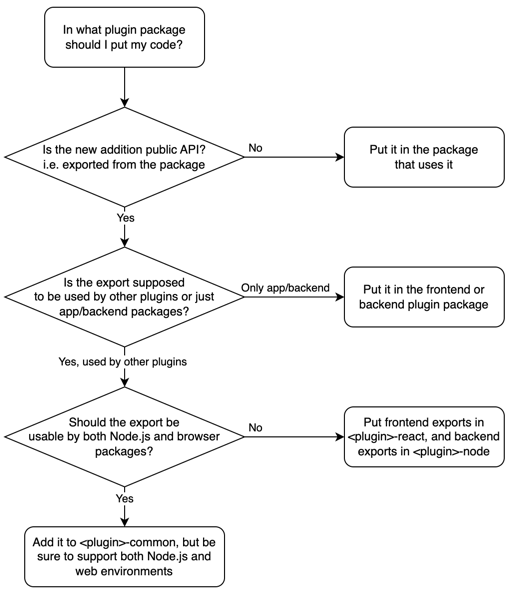 In what plugin package
should I put my code?
Is the new addition public API?
i.e. exported from the package
No
Put it in the package
that uses it
Yes
Is the export supposed
to be used by other plugins or just
app/backend packages?
Only app/backend
Put it in the frontend or
backend plugin package
Yes, used by other plugins
Should the export be
usable by both Node.js and browser
packages?
No
Put frontend exports in
<plugin>-react, and backend
exports in <plugin>-node
Yes
Add it to <plugin>-common, but be
sure to support both Node.js and
web environments